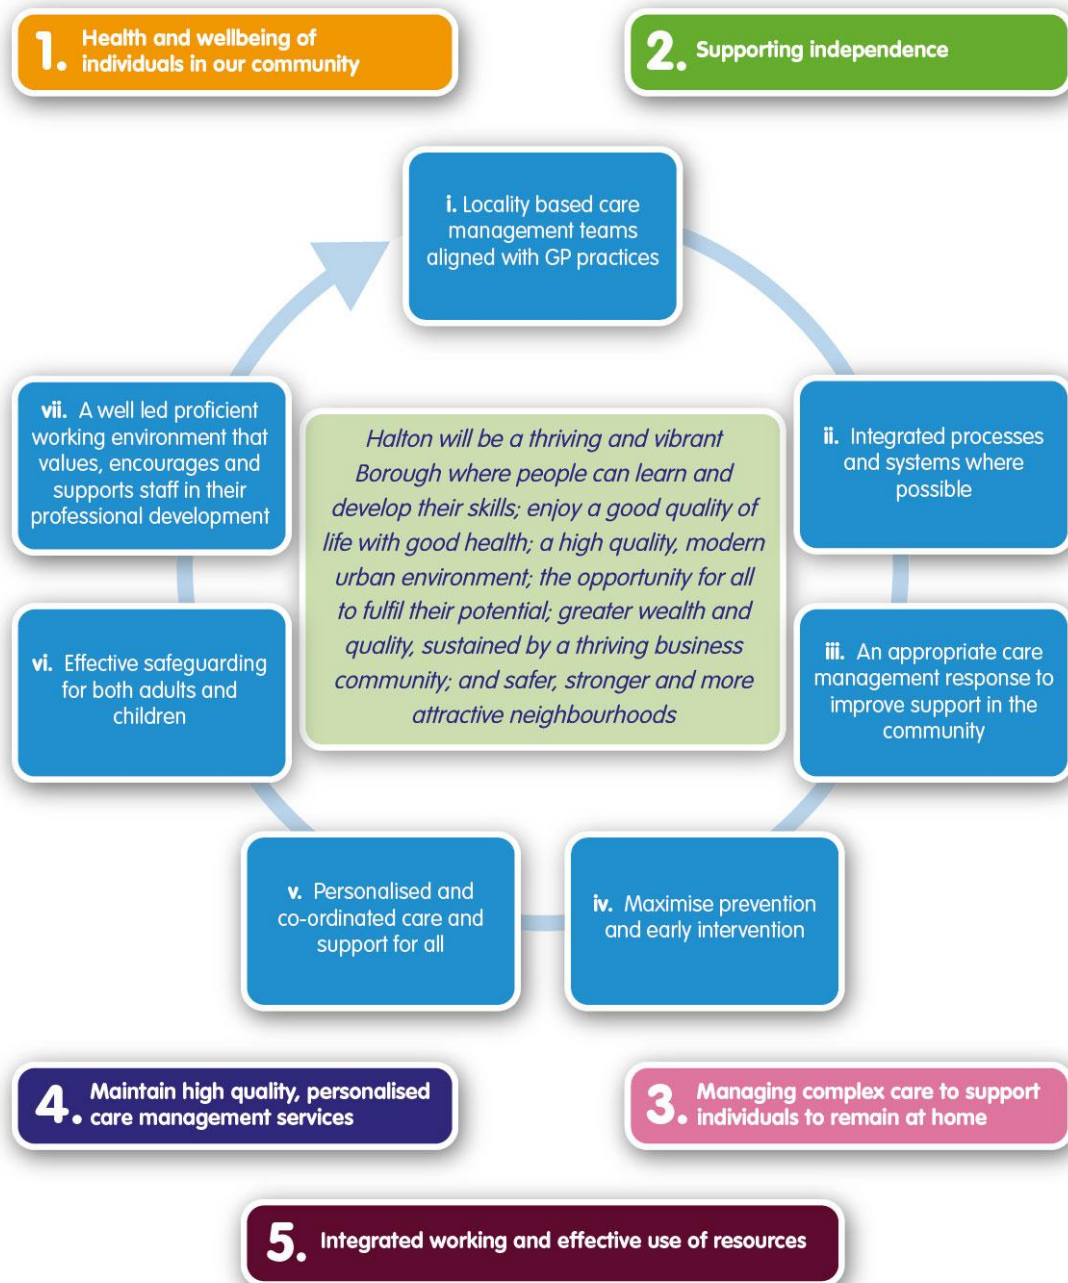 1. Health and wellbeing of
individuals in our community
2. Supporting independence
i. Locality based care
management teams
aligned with GP practices
ii. Integrated processes
and systems where
possible
iii. An appropriate care
management response to
improve support in the
community
iv. Maximise prevention
and early intervention
v. Personalised and
co-ordinated care and
support for all
vi. Effective safeguarding
for both adults and
children
vii. A well led proficient
working environment that
values, encourages and
supports staff in their
professional development
Halton will be a thriving and vibrant
Borough where people can learn and
develop their skills; enjoy a good quality of
life with good health; a high quality, modern
urban environment; the opportunity for all
to fulfil their potential; greater wealth and
quality, sustained by a thriving business
community; and safer, stronger and more
attractive neighbourhoods
3. Managing complex care to support
individuals to remain at home
4. Maintain high quality, personalised
care management services
5. Integrated working and effective use of resources